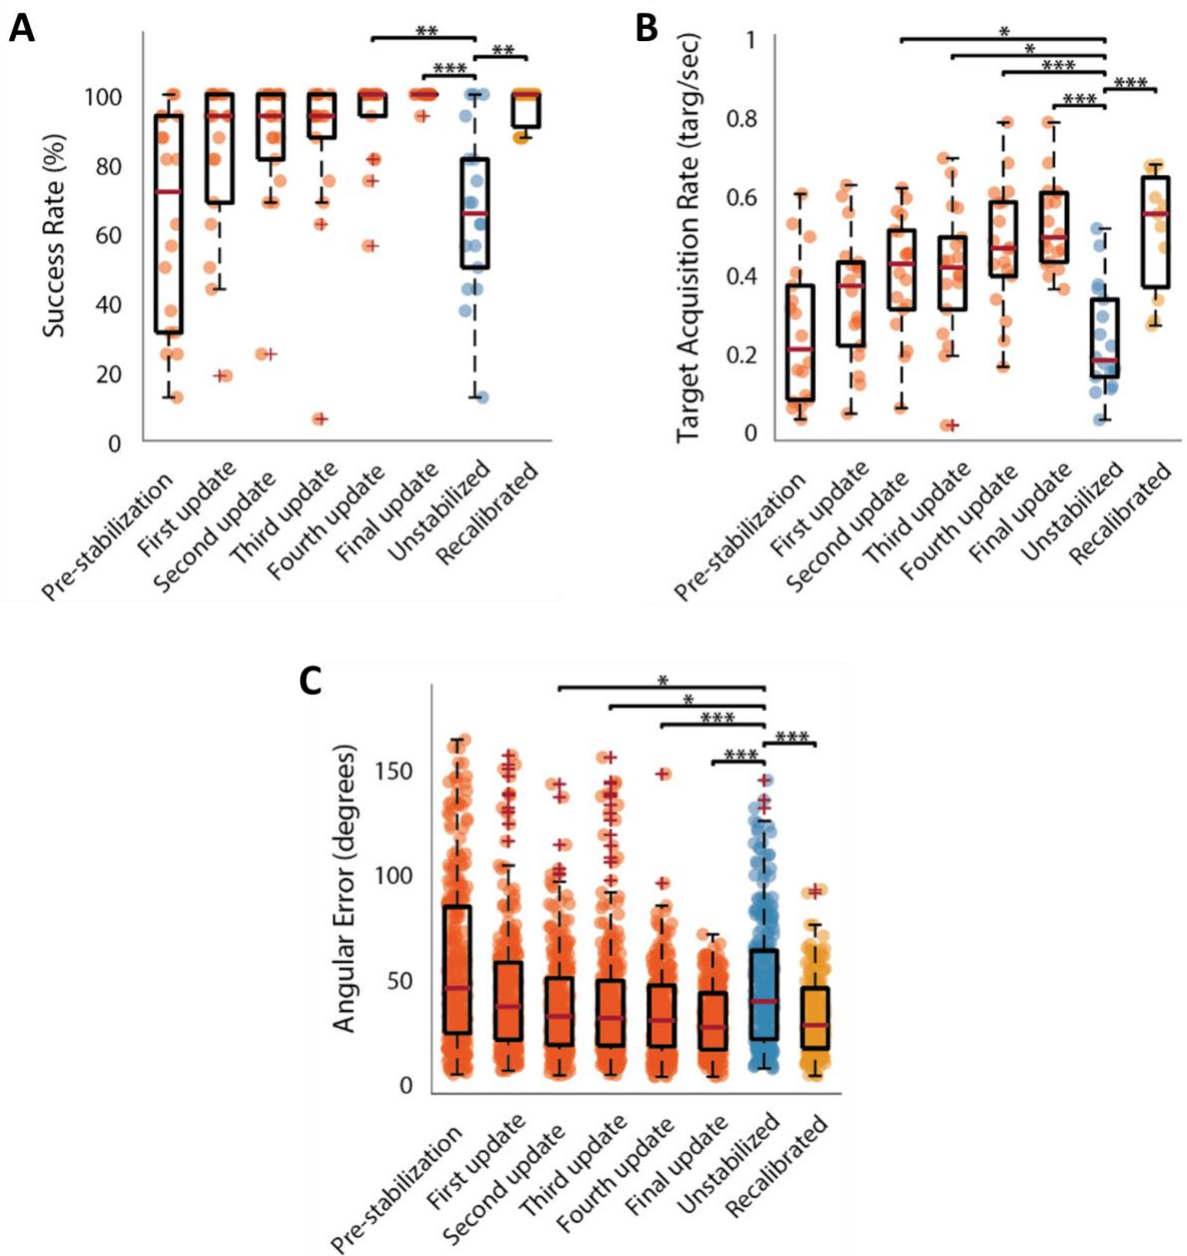 A
Success Rate (%)
100
80
60
40
20
0
**
**
***
Pre-stabilization
First update
Second update
Third update
Fourth update
Final update
Unstabilized
Recalibrated
B
Target Acquisition Rate (targ/sec)
1
0.8
0.6
0.4
0.2
0
*
*
***
***
***
Pre-stabilization
First update
Second update
Third update
Fourth update
Final update
Unstabilized
Recalibrated
C
Angular Error (degrees)
150
100
50
0
*
*
***
***
***
Pre-stabilization
First update
Second update
Third update
Fourth update
Final update
Unstabilized
Recalibrated